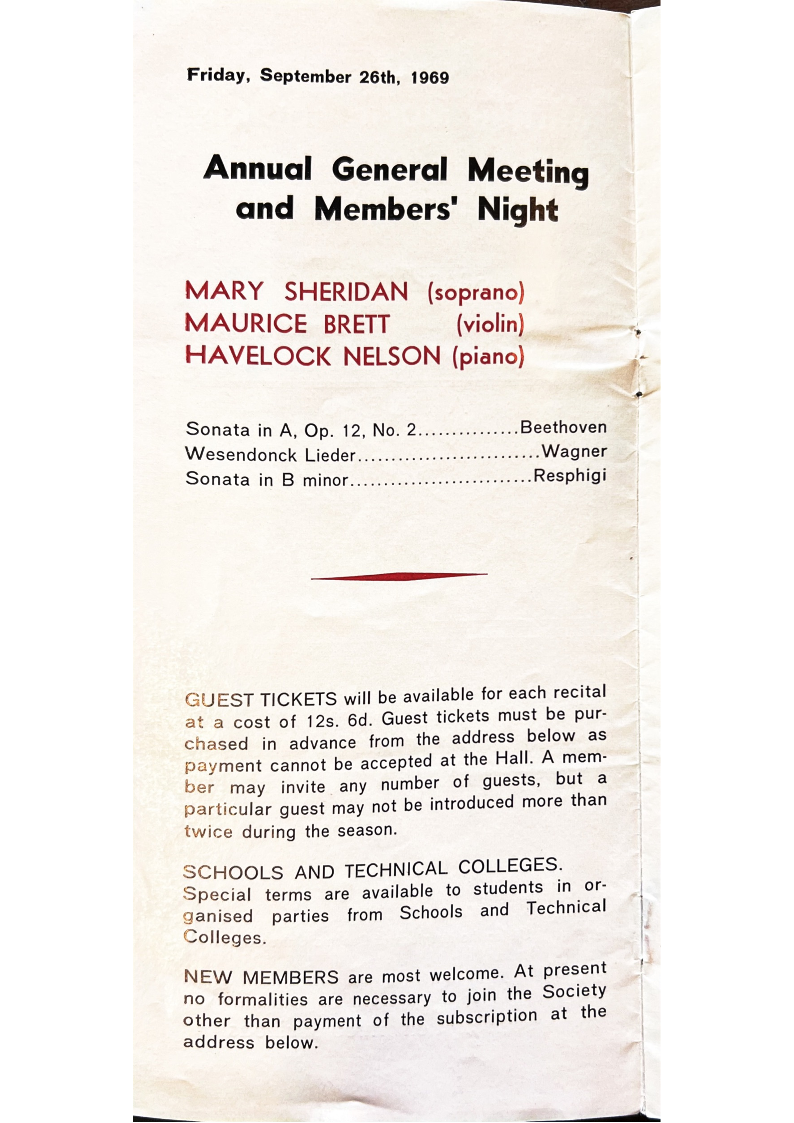 Friday, September 26th, 1969
Annual General Meeting
and Members' Night
MARY SHERIDAN (soprano)
MAURICE BRETT (violin)
HAVELOCK NELSON (piano)
Sonata in A, Op. 12, No. 2...............Beethoven
Wesendonck Lieder...........................Wagner
Sonata in B minor...........................Resphigi
GUEST TICKETS will be available for each recital
at a cost of 12s. 6d. Guest tickets must be pur-
chased in advance from the address below as
payment cannot be accepted at the Hall. A mem-
ber may invite any number of guests, but a
particular guest may not be introduced more than
twice during the season.
SCHOOLS AND TECHNICAL COLLEGES.
Special terms are available to students in or-
ganised parties from Schools and Technical
Colleges.
NEW MEMBERS are most welcome. At present
no formalities are necessary to join the Society
other than payment of the subscription at the
address below.